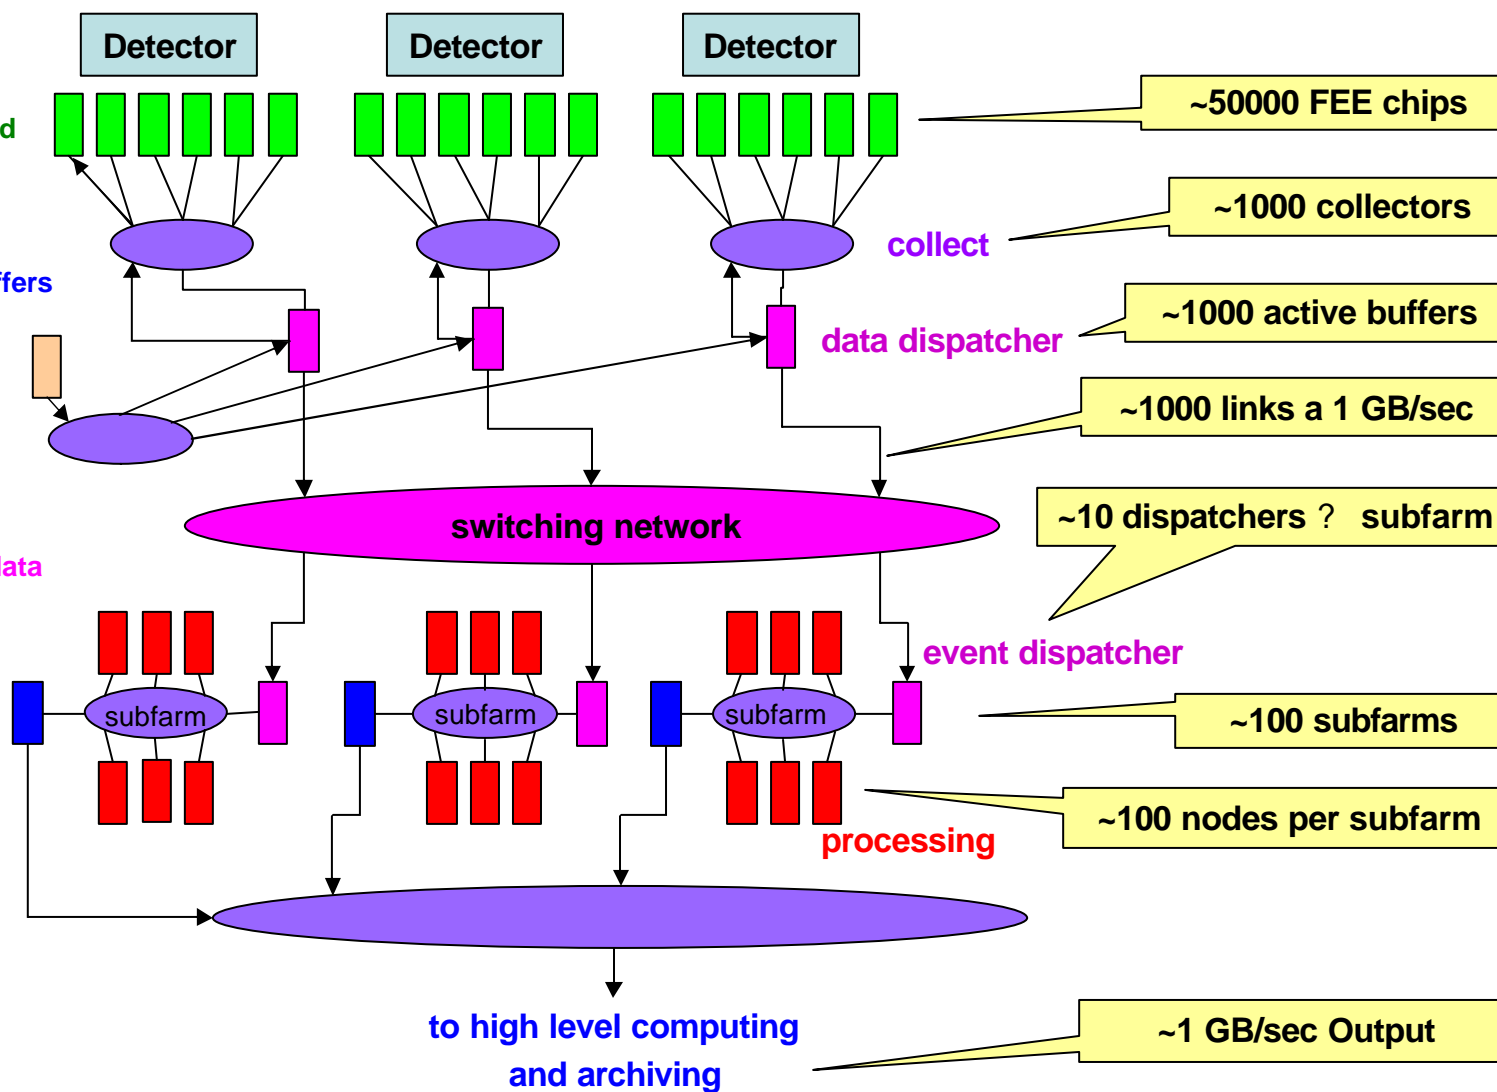 Detector Detector Detector
~50000 FEE chips
d
~1000 collectors
collect
ffers
~1000 active buffers
data dispatcher
~1000 links a 1 GB/sec
~10 dispatchers ? subfarm
switching network
data
event dispatcher
subfarm subfarm subfarm
~100 subfarms
~100 nodes per subfarm
processing
to high level computing
and archiving
~1 GB/sec Output